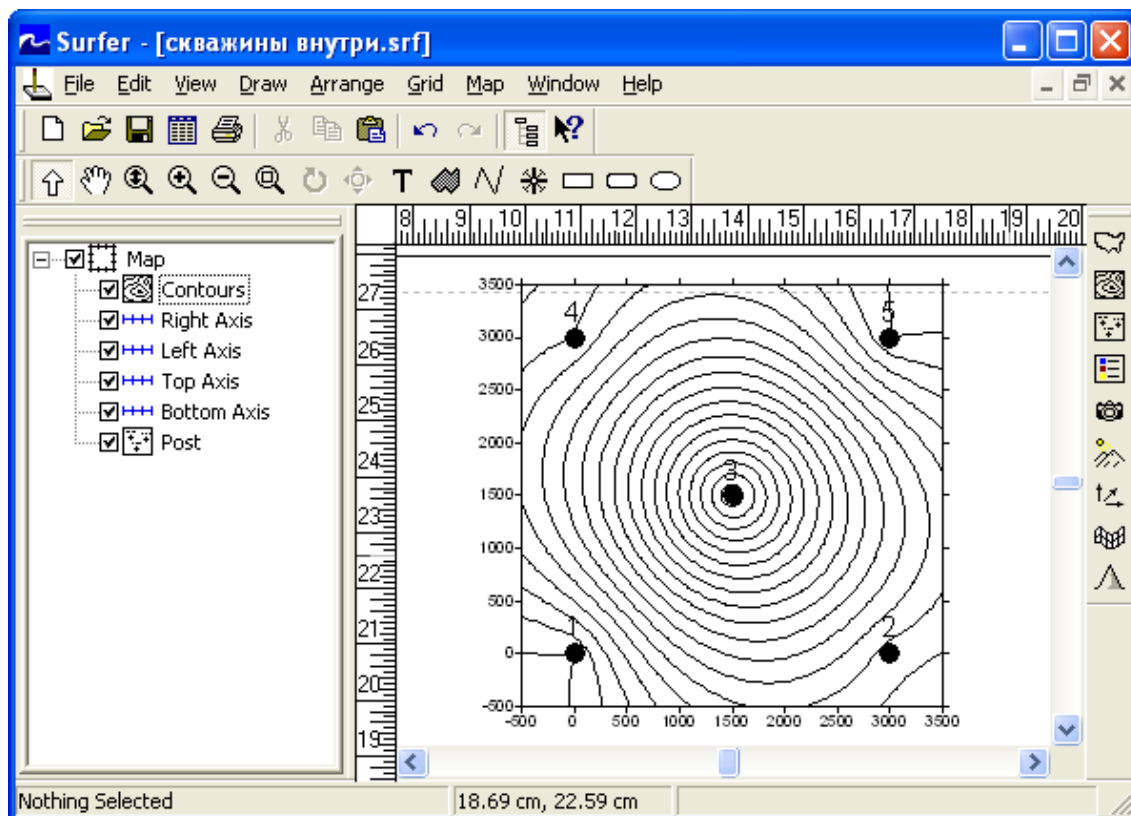 Surfer - [скважины внутри.srf]
File Edit View Draw Arrange Grid Map Window Help
T
8 9 10 11 12 13 14 15 16 17 18 19 20
Map
Contours
Right Axis
Left Axis
Top Axis
Bottom Axis
Post
27
26
25
24
23
22
21
20
19
3500
3000
2500
2000
1500
1000
500
0
-500
4 5
3
1 2
-500 0 500 1000 1500 2000 2500 3000 3500
Nothing Selected
18.69 cm, 22.59 cm